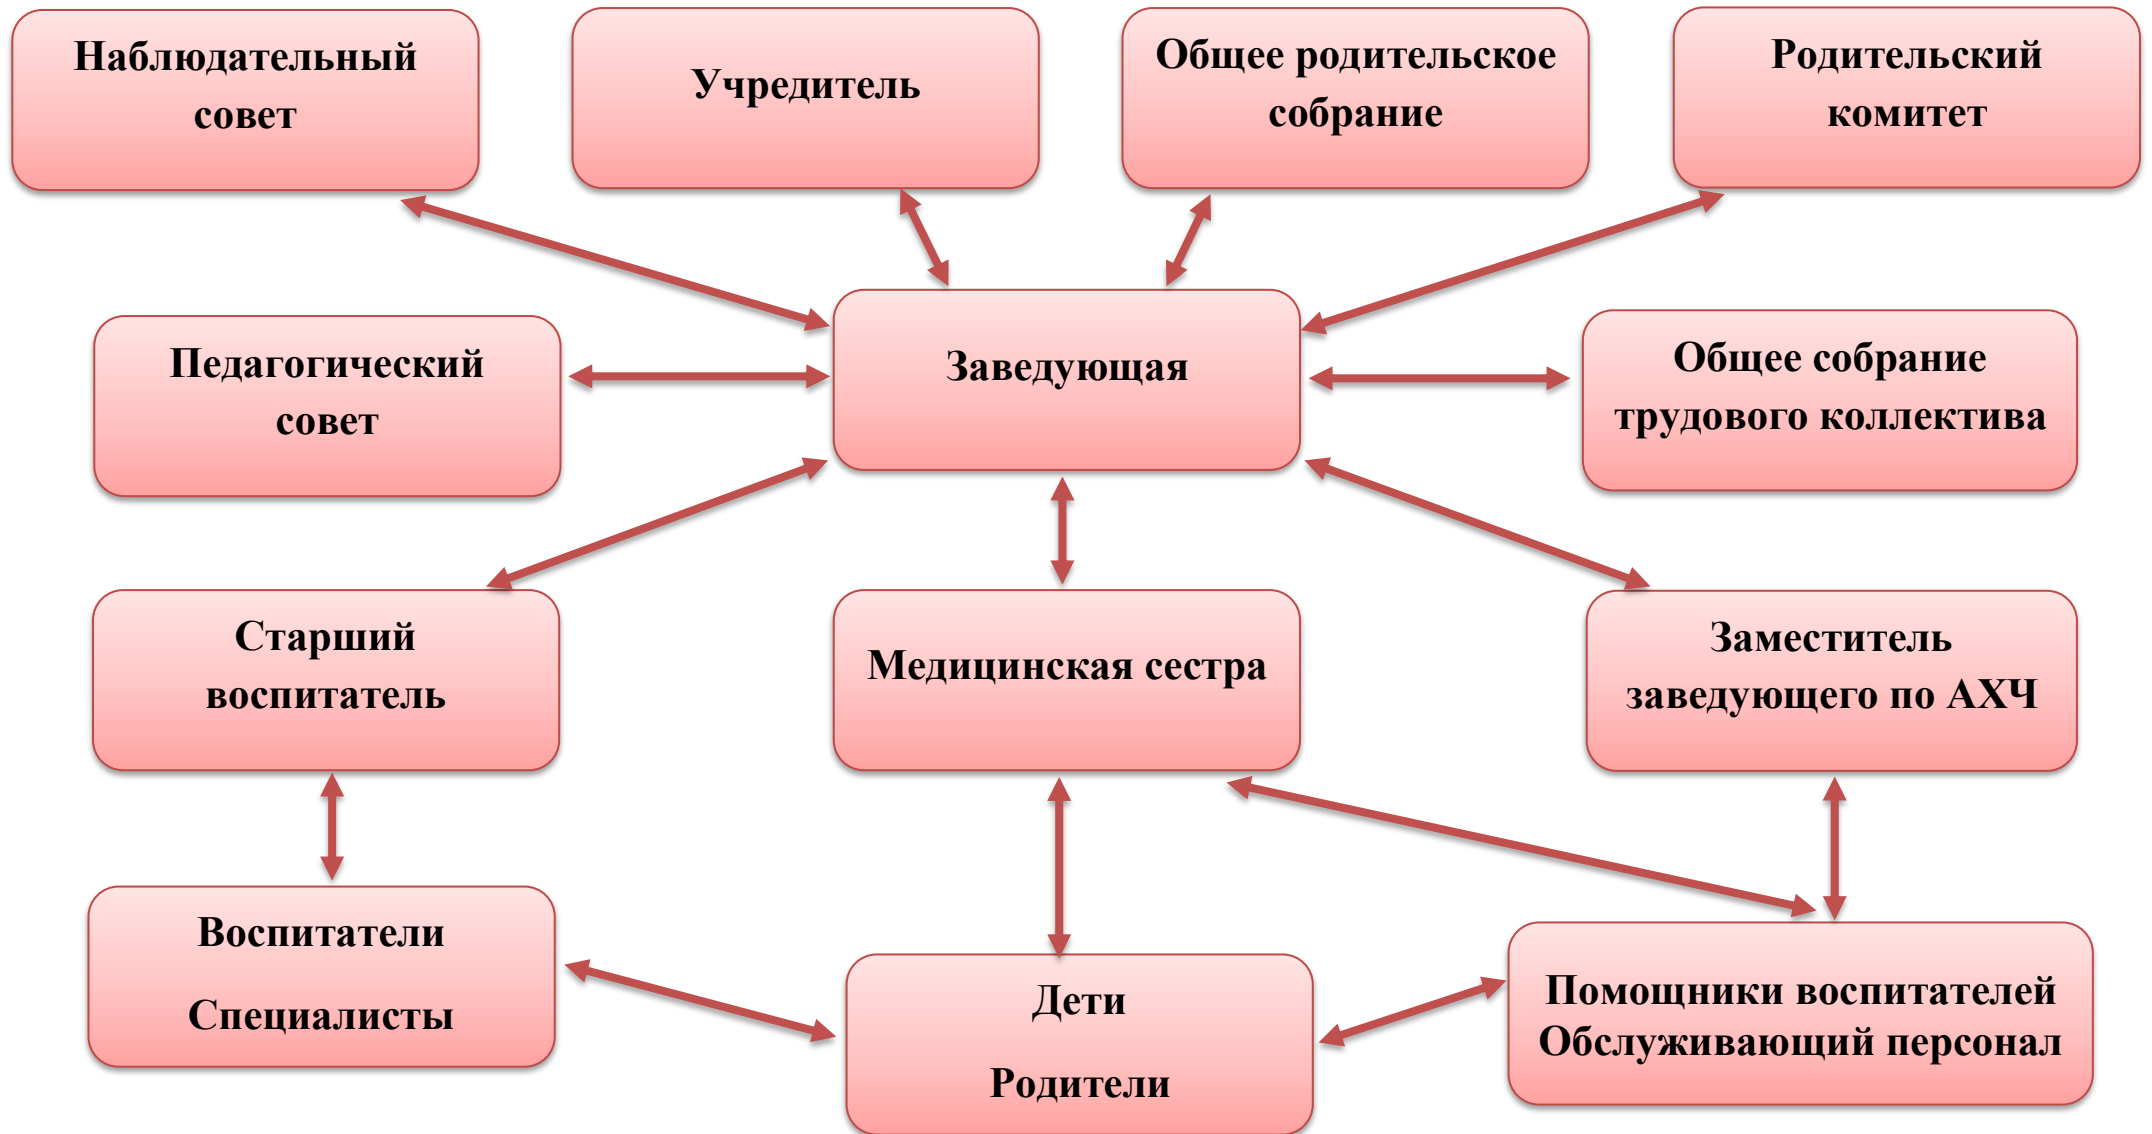 Наблюдательный
совет
Учредитель
Общее родительское
собрание
Родительский
комитет
Педагогический
совет
Заведующая
Общее собрание
трудового коллектива
Старший
воспитатель
Медицинская сестра
Заместитель
заведующего по АХЧ
Воспитатели
Специалисты
Дети
Родители
Помощники воспитателей
Обслуживающий персонал